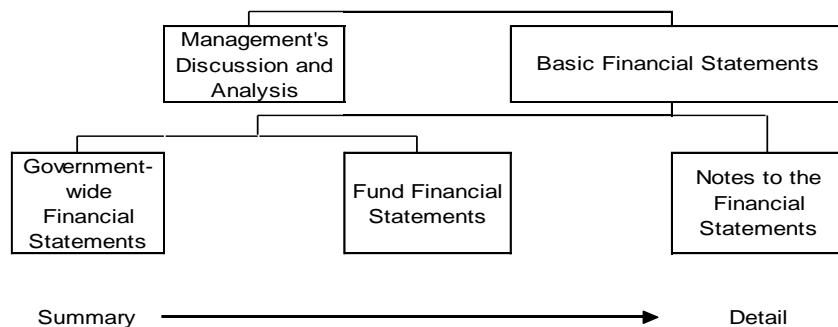 Management's
Discussion and
Analysis
Basic Financial Statements
Government-
wide
Financial
Statements
Fund Financial
Statements
Notes to the
Financial
Statements
Summary
Detail